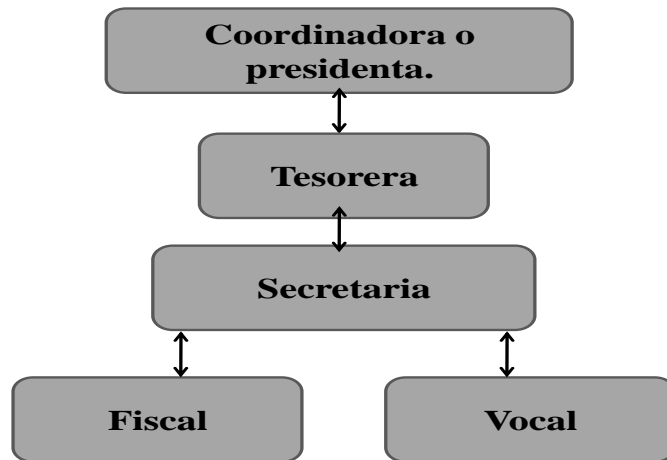 Coordinadora o
presidenta.
Tesorera
Secretaria
Fiscal
Vocal